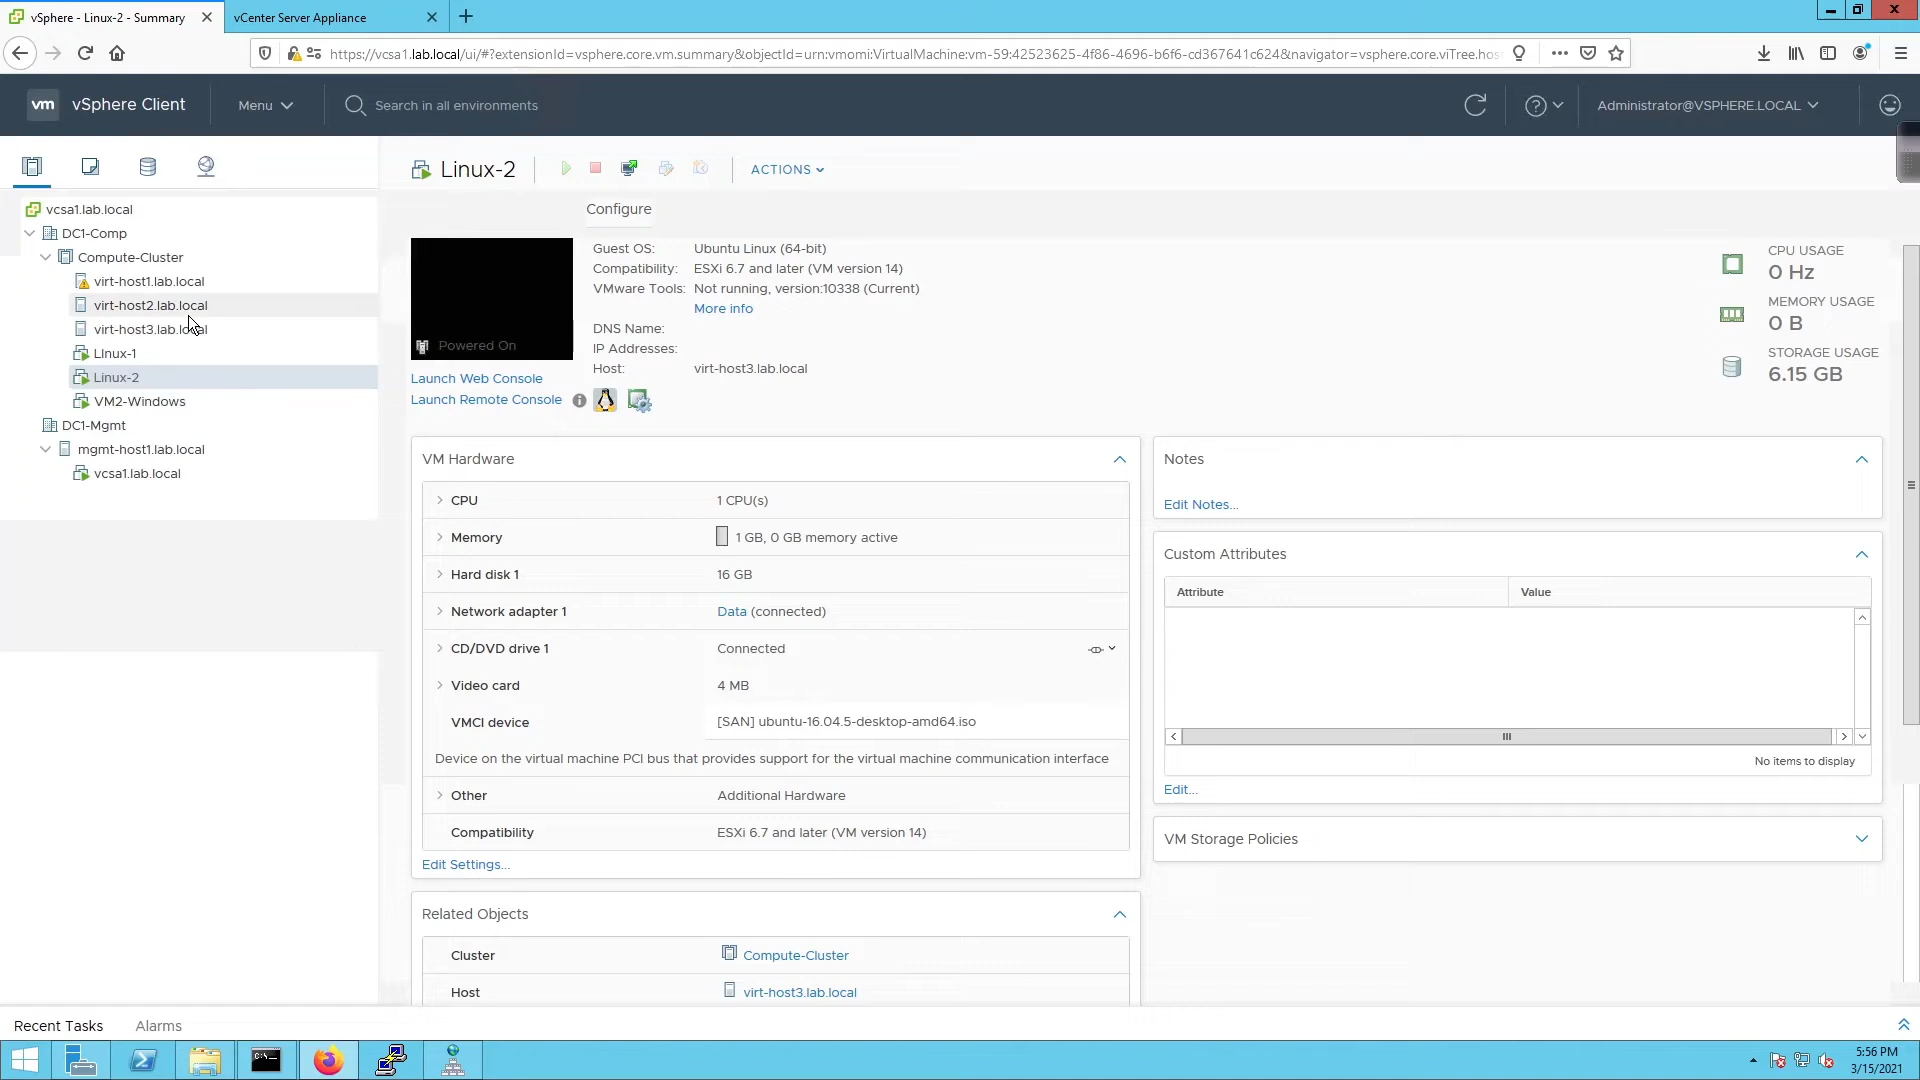 vSphere - Linux-2 - Summary
vCenter Server Appliance
https://vcsa1.lab.local/ui/#?extensionId=vsphere.core.vm.summary&objectId=urn:vmomi:VirtualMachine:vm-59:42523625-4f86-4696-b6f6-cd367641c624&navigator=vsphere.core.viTree.hos
vm vSphere Client
Menu
Search in all environments
Administrator@VSPHERE.LOCAL
Linux-2
ACTIONS
Configure
vcsa1.lab.local
DC1-Comp
Compute-Cluster
virt-host1.lab.local
virt-host2.lab.local
virt-host3.lab.local
LInux-1
Linux-2
VM2-Windows
DC1-Mgmt
mgmt-host1.lab.local
vcsa1.lab.local
Powered On
Launch Web Console
Launch Remote Console
Guest OS: Ubuntu Linux (64-bit)
Compatibility: ESXi 6.7 and later (VM version 14)
VMware Tools: Not running, version:10338 (Current)
More info
DNS Name:
IP Addresses:
Host: virt-host3.lab.local
CPU USAGE
0 Hz
MEMORY USAGE
0 B
STORAGE USAGE
6.15 GB
VM Hardware
CPU 1 CPU(s)
Memory 1 GB, 0 GB memory active
Hard disk 1 16 GB
Network adapter 1 Data (connected)
CD/DVD drive 1 Connected
Video card 4 MB
VMCI device [SAN] ubuntu-16.04.5-desktop-amd64.iso
Device on the virtual machine PCI bus that provides support for the virtual machine communication interface
Other Additional Hardware
Compatibility ESXi 6.7 and later (VM version 14)
Edit Settings...
Related Objects
Cluster Compute-Cluster
Host virt-host3.lab.local
Notes
Edit Notes...
Custom Attributes
Attribute Value
No items to display
Edit...
VM Storage Policies
Recent Tasks Alarms
5:56 PM
3/15/2021